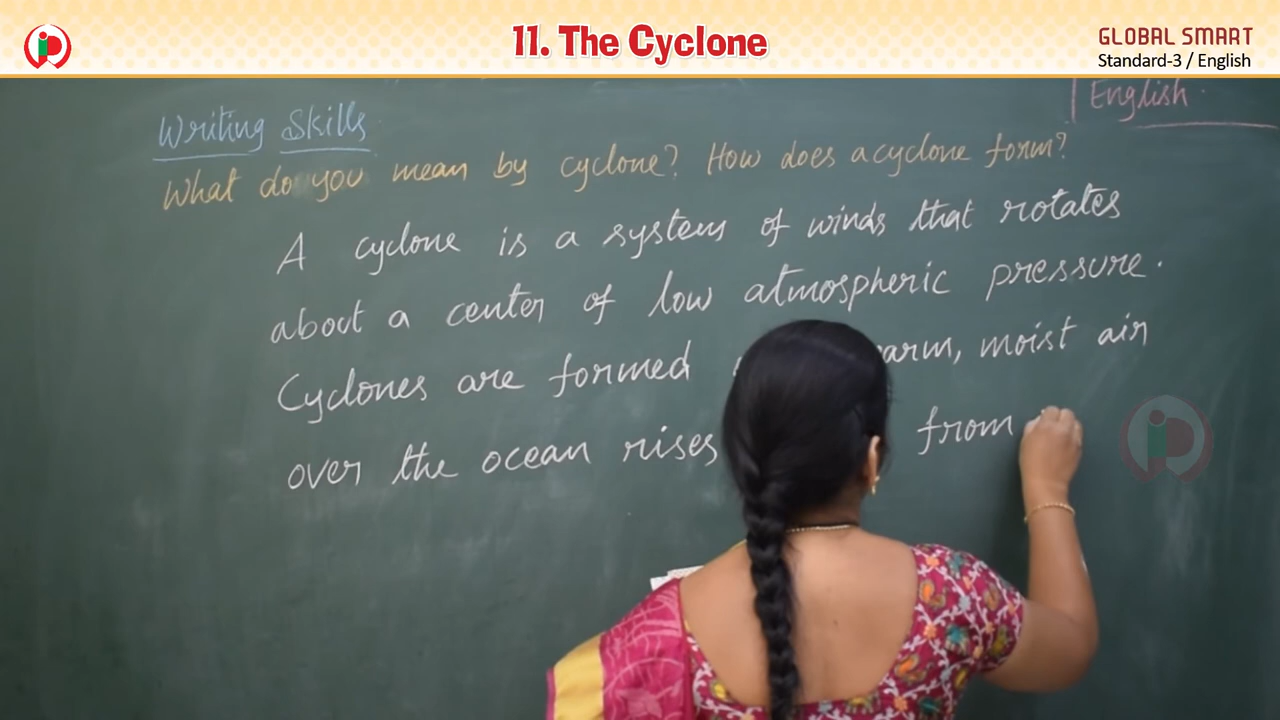 11. The Cyclone
GLOBAL SMART
Standard-3 / English
English
Writing Skills
What do you mean by cyclone? How does a cyclone form?
A cyclone is a system of winds that rotates
about a center of low atmospheric pressure.
Cyclones are formed arm, moist air
over the ocean rises from